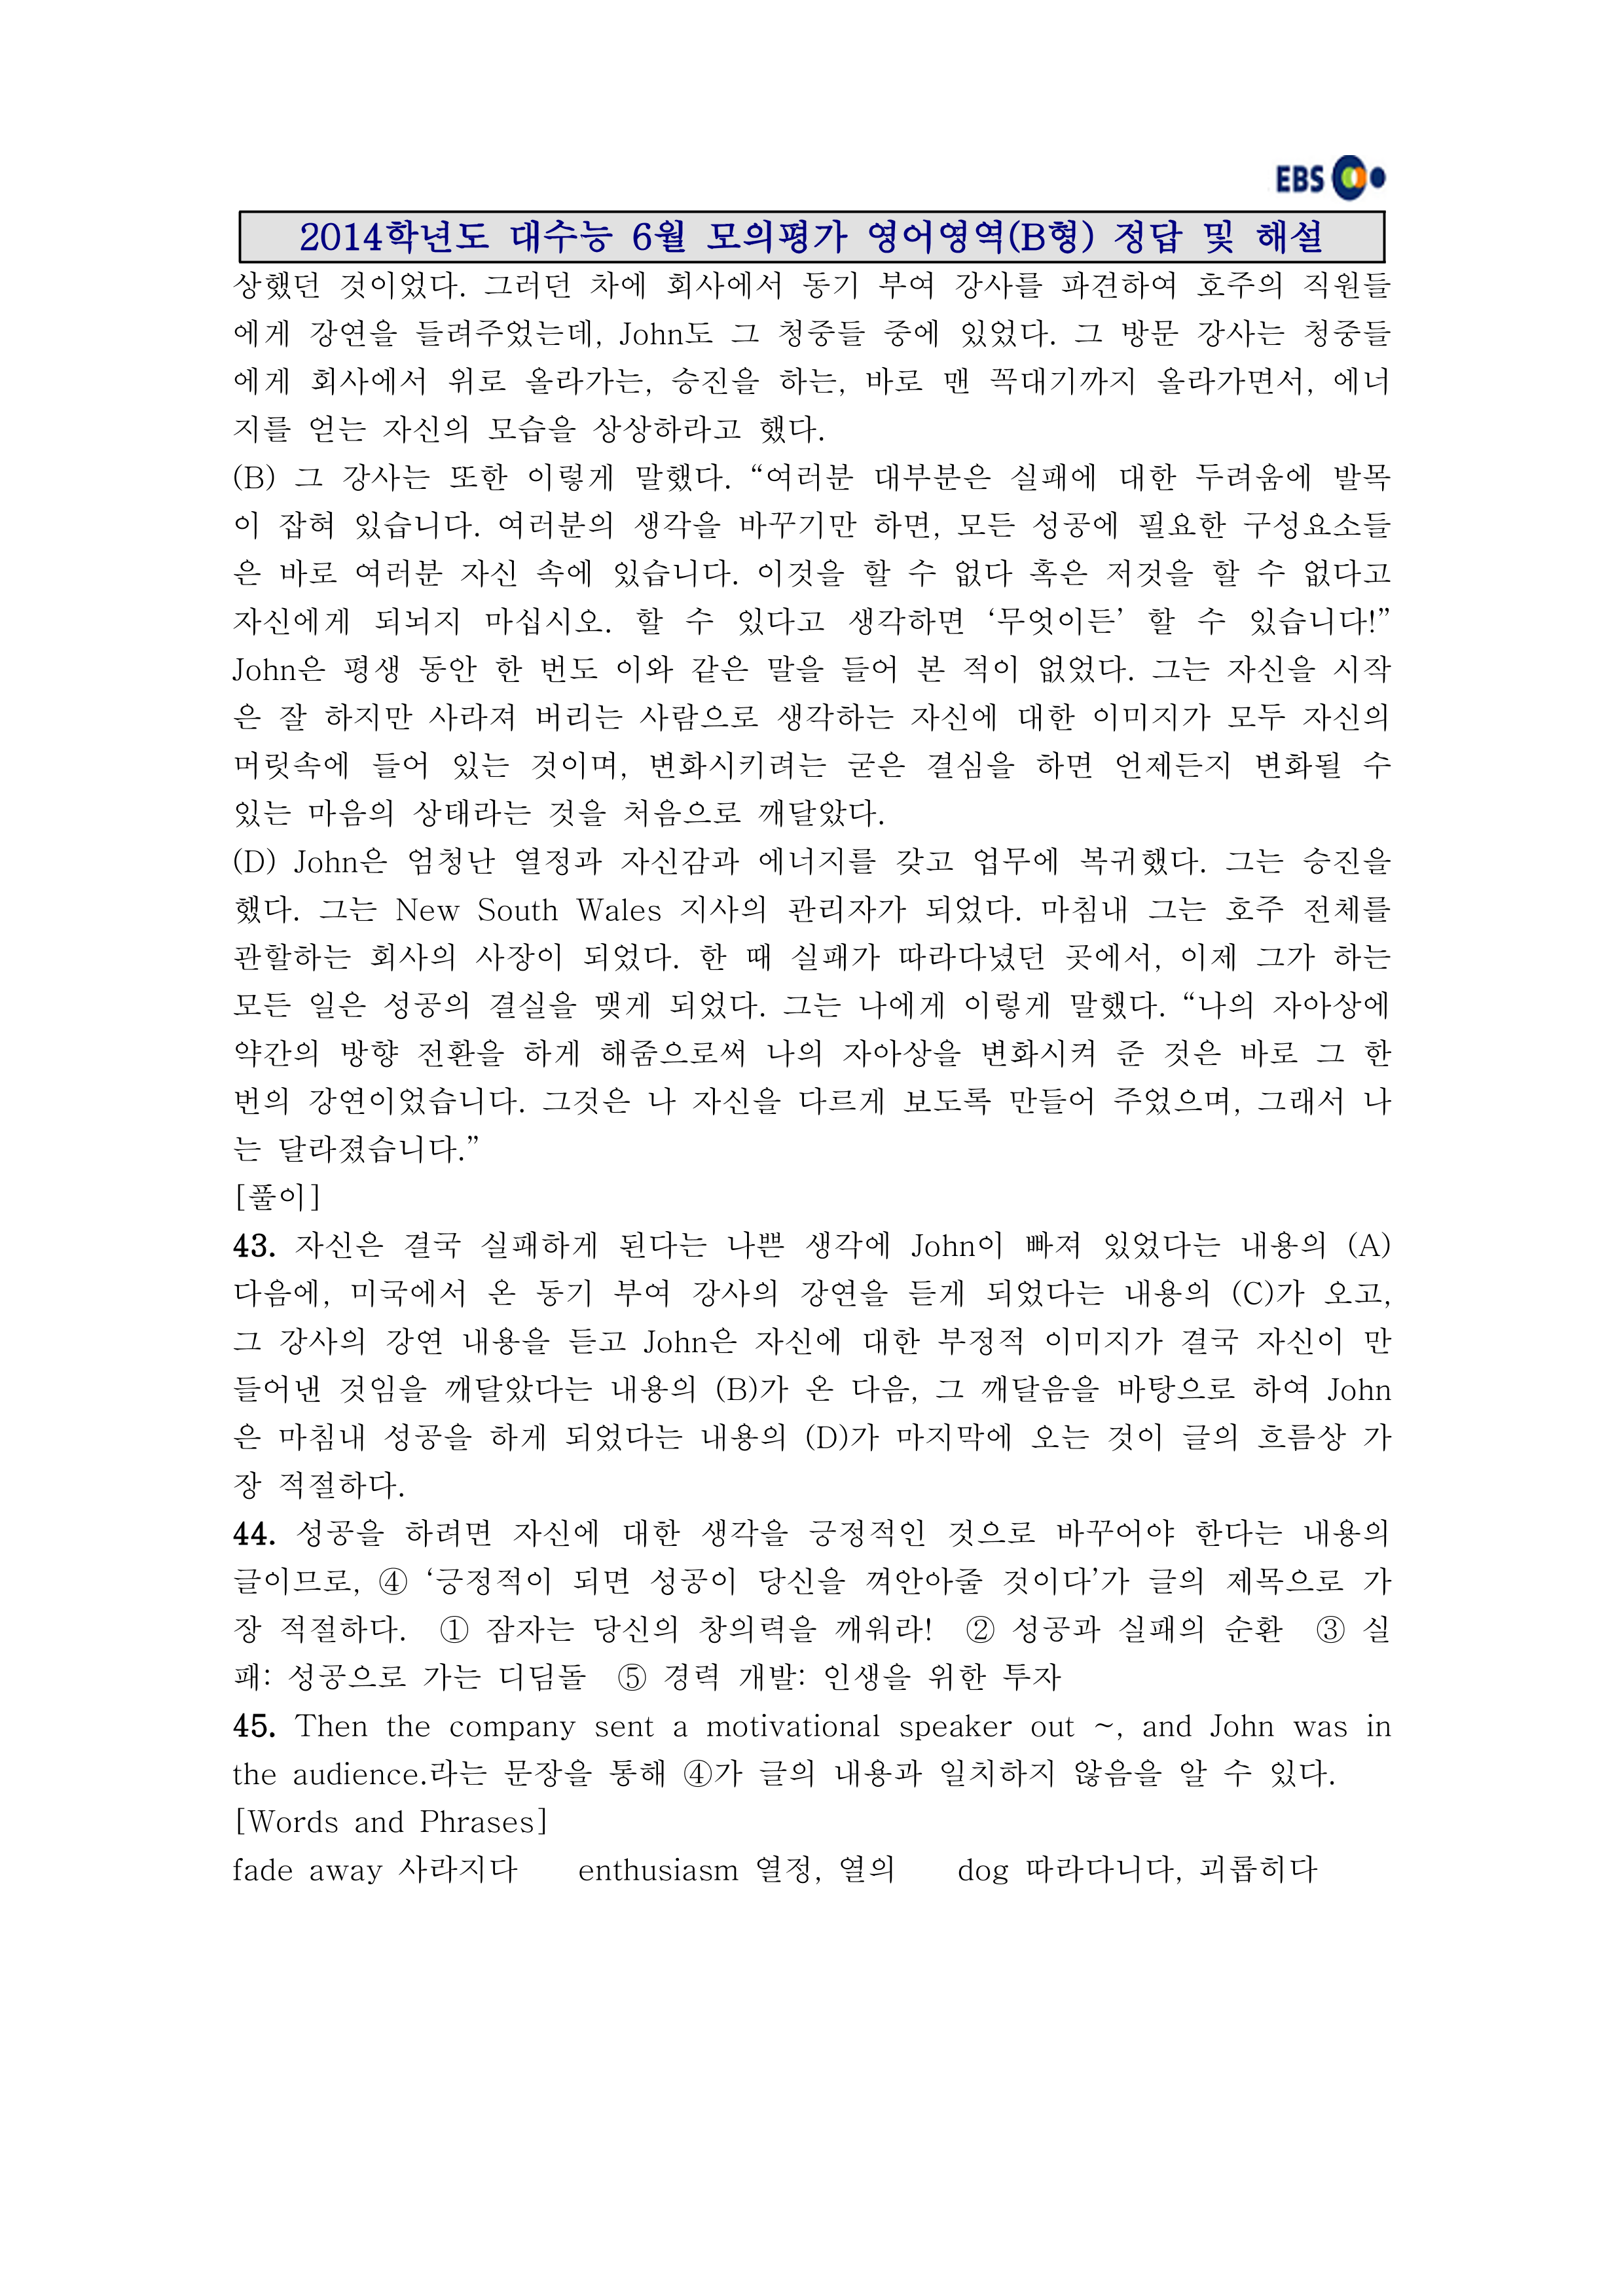 EBS
2014학년도 대수능 6월 모의평가 영어영역(B형) 정답 및 해설
상했던 것이었다. 그러던 차에 회사에서 동기 부여 강사를 파견하여 호주의 직원들
에게 강연을 들려주었는데, John도 그 청중들 중에 있었다. 그 방문 강사는 청중들
에게 회사에서 위로 올라가는, 승진을 하는, 바로 맨 꼭대기까지 올라가면서, 에너
지를 얻는 자신의 모습을 상상하라고 했다.
(B) 그 강사는 또한 이렇게 말했다. “여러분 대부분은 실패에 대한 두려움에 발목
이 잡혀 있습니다. 여러분의 생각을 바꾸기만 하면, 모든 성공에 필요한 구성요소들
은 바로 여러분 자신 속에 있습니다. 이것을 할 수 없다 혹은 저것을 할 수 없다고
자신에게 되뇌지 마십시오. 할 수 있다고 생각하면 ‘무엇이든’ 할 수 있습니다!”
John은 평생 동안 한 번도 이와 같은 말을 들어 본 적이 없었다. 그는 자신을 시작
은 잘 하지만 사라져 버리는 사람으로 생각하는 자신에 대한 이미지가 모두 자신의
머릿속에 들어 있는 것이며, 변화시키려는 굳은 결심을 하면 언제든지 변화될 수
있는 마음의 상태라는 것을 처음으로 깨달았다.
(D) John은 엄청난 열정과 자신감과 에너지를 갖고 업무에 복귀했다. 그는 승진을
했다. 그는 New South Wales 지사의 관리자가 되었다. 마침내 그는 호주 전체를
관할하는 회사의 사장이 되었다. 한 때 실패가 따라다녔던 곳에서, 이제 그가 하는
모든 일은 성공의 결실을 맺게 되었다. 그는 나에게 이렇게 말했다. “나의 자아상에
약간의 방향 전환을 하게 해줌으로써 나의 자아상을 변화시켜 준 것은 바로 그 한
번의 강연이었습니다. 그것은 나 자신을 다르게 보도록 만들어 주었으며, 그래서 나
는 달라졌습니다.”
[풀이]
43. 자신은 결국 실패하게 된다는 나쁜 생각에 John이 빠져 있었다는 내용의 (A)
다음에, 미국에서 온 동기 부여 강사의 강연을 듣게 되었다는 내용의 (C)가 오고,
그 강사의 강연 내용을 듣고 John은 자신에 대한 부정적 이미지가 결국 자신이 만
들어낸 것임을 깨달았다는 내용의 (B)가 온 다음, 그 깨달음을 바탕으로 하여 John
은 마침내 성공을 하게 되었다는 내용의 (D)가 마지막에 오는 것이 글의 흐름상 가
장 적절하다.
44. 성공을 하려면 자신에 대한 생각을 긍정적인 것으로 바꾸어야 한다는 내용의
글이므로, ④ ‘긍정적이 되면 성공이 당신을 껴안아줄 것이다’가 글의 제목으로 가
장 적절하다. ① 잠자는 당신의 창의력을 깨워라! ② 성공과 실패의 순환 ③ 실
패: 성공으로 가는 디딤돌 ⑤ 경력 개발: 인생을 위한 투자
45. Then the company sent a motivational speaker out ~, and John was in
the audience.라는 문장을 통해 ④가 글의 내용과 일치하지 않음을 알 수 있다.
[Words and Phrases]
fade away 사라지다 enthusiasm 열정, 열의 dog 따라다니다, 괴롭히다